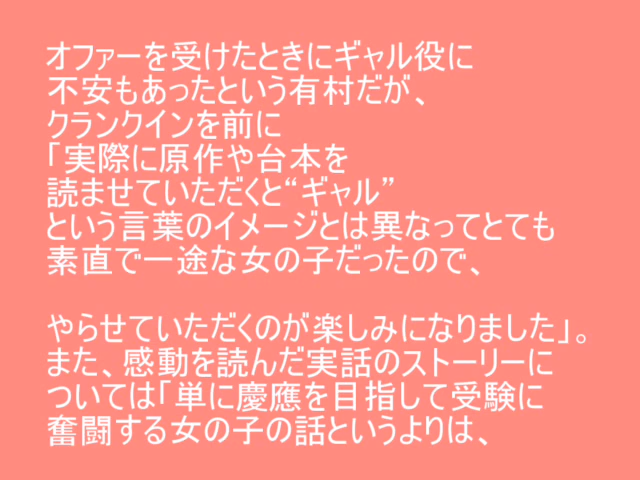 オファーを受けたときにギャル役に
不安もあったという有村だが、
クランクインを前に
「実際に原作や台本を
読ませていただくと“ギャル”
という言葉のイメージとは異なってとても
素直で一途な女の子だったので、
やらせていただくのが楽しみになりました」。
また、感動を読んだ実話のストーリーに
ついては「単に慶應を目指して受験に
奮闘する女の子の話というよりは、